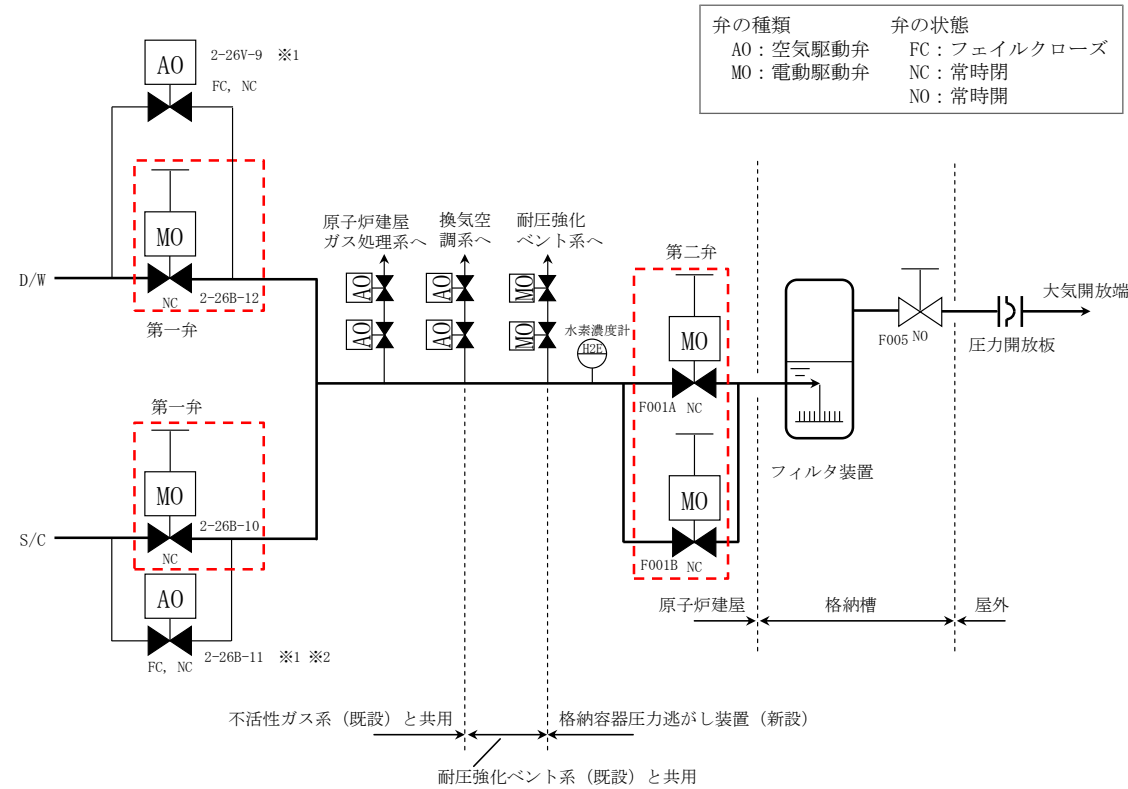 弁の種類
AO：空気駆動弁
MO：電動駆動弁
弁の状態
FC：フェイルクローズ
NC：常時閉
NO：常時開
AO
2-26V-9 ※1
FC, NC
MO
D/W
NC
2-26B-12
第一弁
原子炉建屋
ガス処理系へ
換気空
調系へ
耐圧強化
ベント系へ
AO
AO
MO
AO
AO
MO
水素濃度計
H2E
第二弁
MO
F001A NC
MO
F001B NC
フィルタ装置
F005 NO
圧力開放板
大気開放端
第一弁
MO
2-26B-10
S/C
NC
AO
2-26B-11 ※1 ※2
FC, NC
原子炉建屋
格納槽
屋外
不活性ガス系（既設）と共用
格納容器圧力逃がし装置（新設）
耐圧強化ベント系（既設）と共用